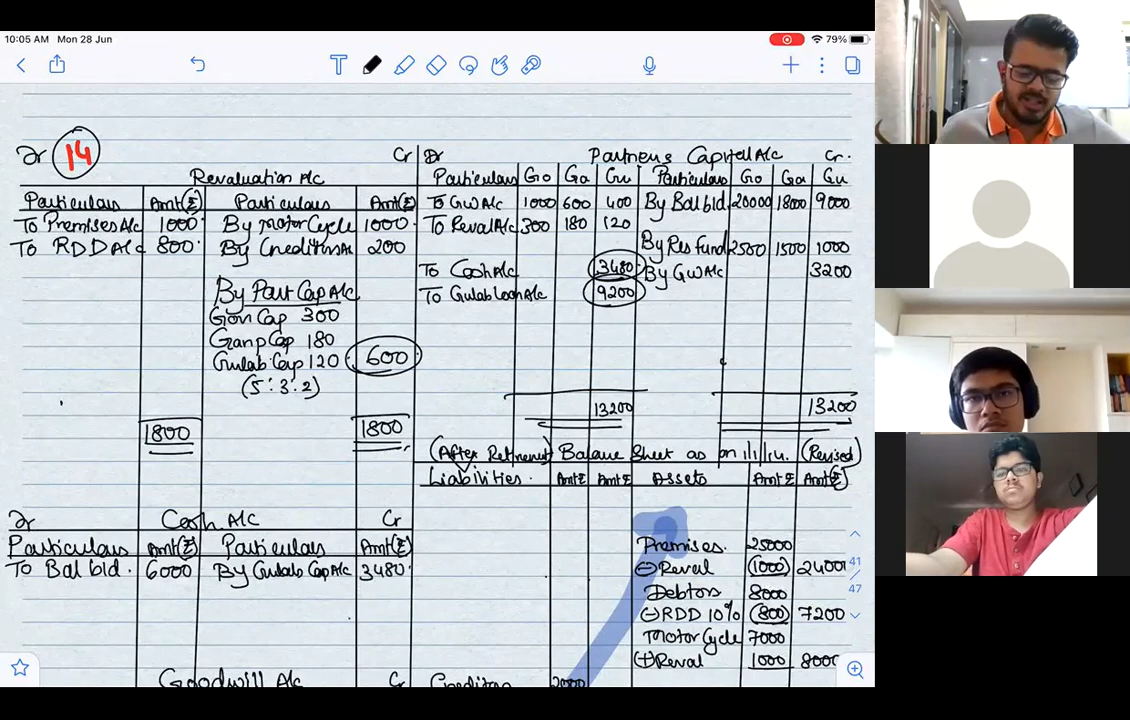 10:05 AM Mon 28 Jun
79%
T
Dr 14 Cr
Revaluation A/c
Particulars Amt(₹) Particulars Amt(₹)
To Premises A/c 1000 By Motor Cycle 1000
To RDD A/c 800 By Creditors A/c 200
By Part Cap A/c
Gori Cap 300
Ganp Cap 180
Gulab Cap 120 600
(5:3:2)
1800 1800
Dr Partners Capital A/c Cr.
Particulars Go Ga Gu Particulars Go Ga Gu
To GW A/c 1000 600 400 By Bal b/d. 20000 18000 9000
To Reval A/c 300 180 120
By Res Fund 2500 1500 1000
To Cash A/c 3480 By GW A/c 3200
To Gulab Loan A/c 9200
13200 13200
(After Retirement) Balance Sheet as on 1/1/14. (Revised)
Liabilities. Amt ₹ Amt ₹ Assets Amt ₹ Amt ₹
Premises. 25000
(-) Reval (1000) 24000
Debtors 8000
(-) RDD 10% (800) 7200
Motor Cycle 7000
(+) Reval 1000 8000
Creditors 2000
Dr Cash A/c Cr
Particulars Amt(₹) Particulars Amt(₹)
To Bal b/d. 6000 By Gulab Cap A/c 3480
Goodwill A/c Cr
41
/
47